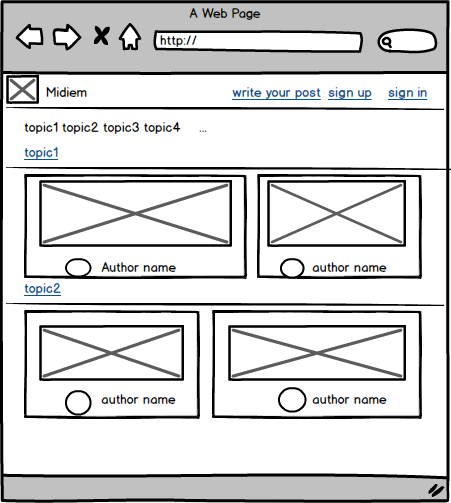 A Web Page
http://
Midiem write your post sign up sign in
topic1 topic2 topic3 topic4 ...
topic1
Author name author name
topic2
author name author name